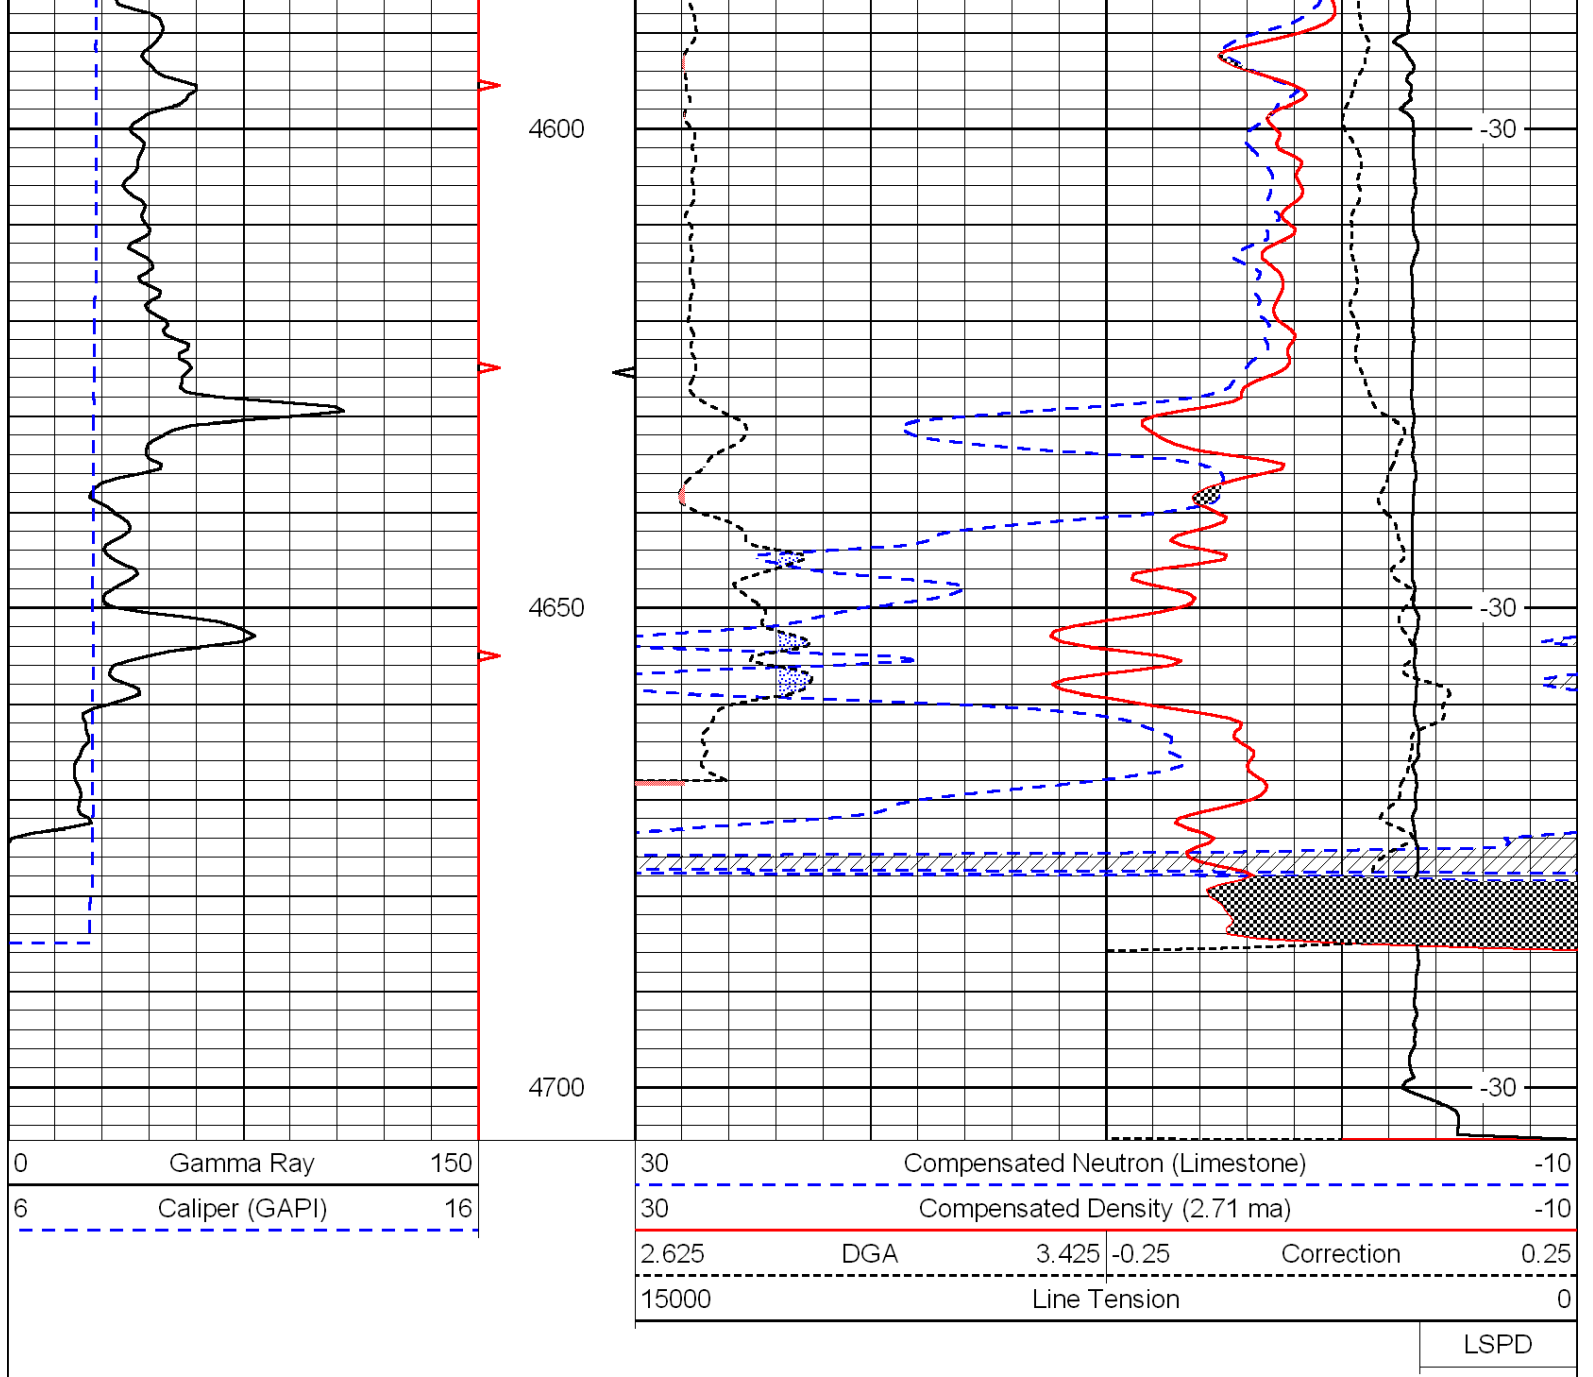 4600 -30
4650 -30
4700 -30
0 Gamma Ray 150
6 Caliper (GAPI) 16
30 Compensated Neutron (Limestone) -10
30 Compensated Density (2.71 ma) -10
2.625 DGA 3.425 -0.25 Correction 0.25
15000 Line Tension 0
LSPD